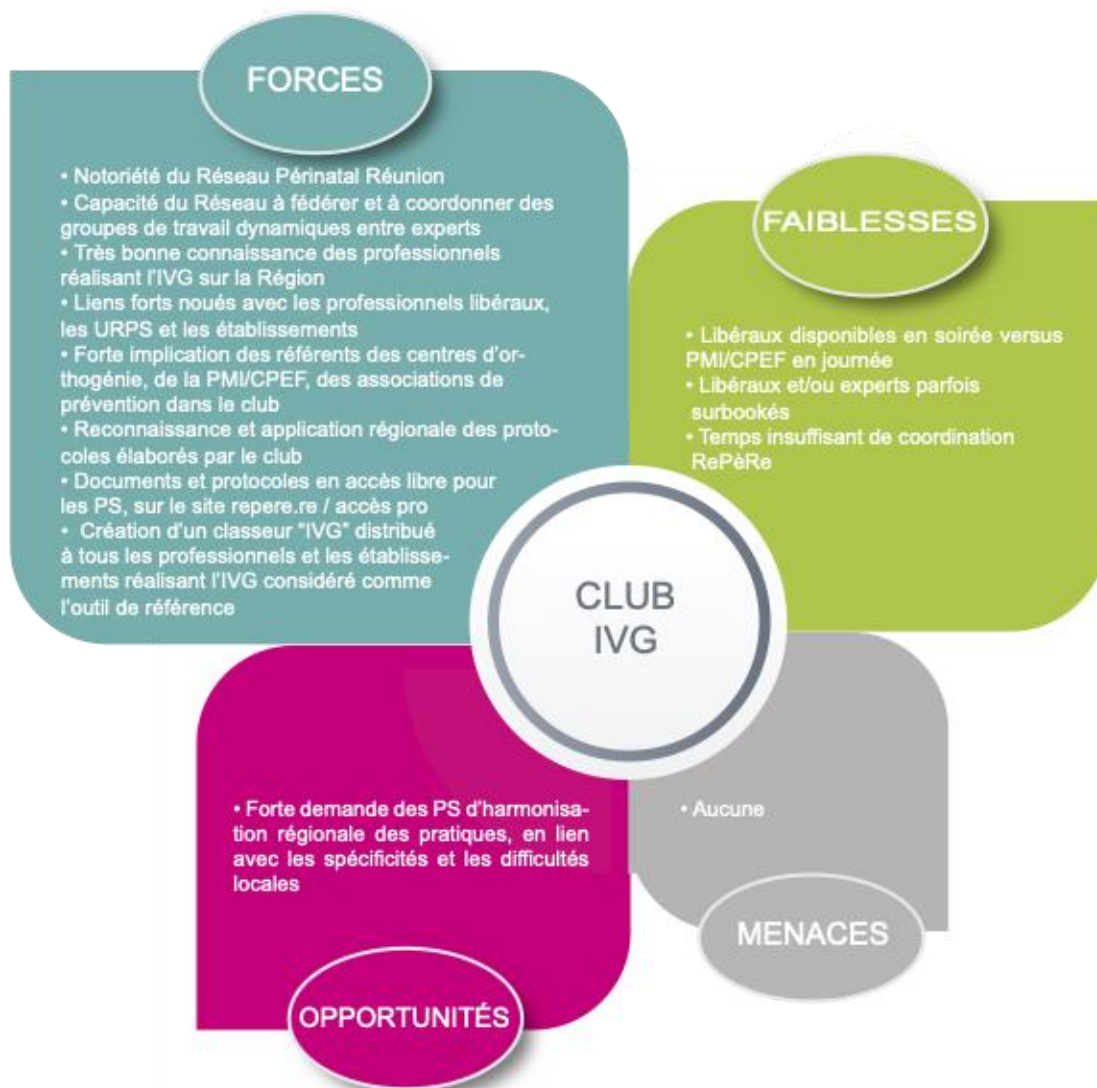 FORCES
• Notoriété du Réseau Périnatal Réunion
• Capacité du Réseau à fédérer et à coordonner des
groupes de travail dynamiques entre experts
• Très bonne connaissance des professionnels
réalisant l'IVG sur la Région
• Liens forts noués avec les professionnels libéraux,
les URPS et les établissements
• Forte implication des référents des centres d'or-
thogénie, de la PMI/CPEF, des associations de
prévention dans le club
• Reconnaissance et application régionale des proto-
coles élaborés par le club
• Documents et protocoles en accès libre pour
les PS, sur le site repere.re / accès pro
• Création d'un classeur "IVG" distribué
à tous les professionnels et les établisse-
ments réalisant l'IVG considéré comme
l'outil de référence
FAIBLESSES
• Libéraux disponibles en soirée versus
PMI/CPEF en journée
• Libéraux et/ou experts parfois
surbookés
• Temps insuffisant de coordination
RePèRe
CLUB
IVG
• Forte demande des PS d'harmonisa-
tion régionale des pratiques, en lien
avec les spécificités et les difficultés
locales
OPPORTUNITÉS
• Aucune
MENACES